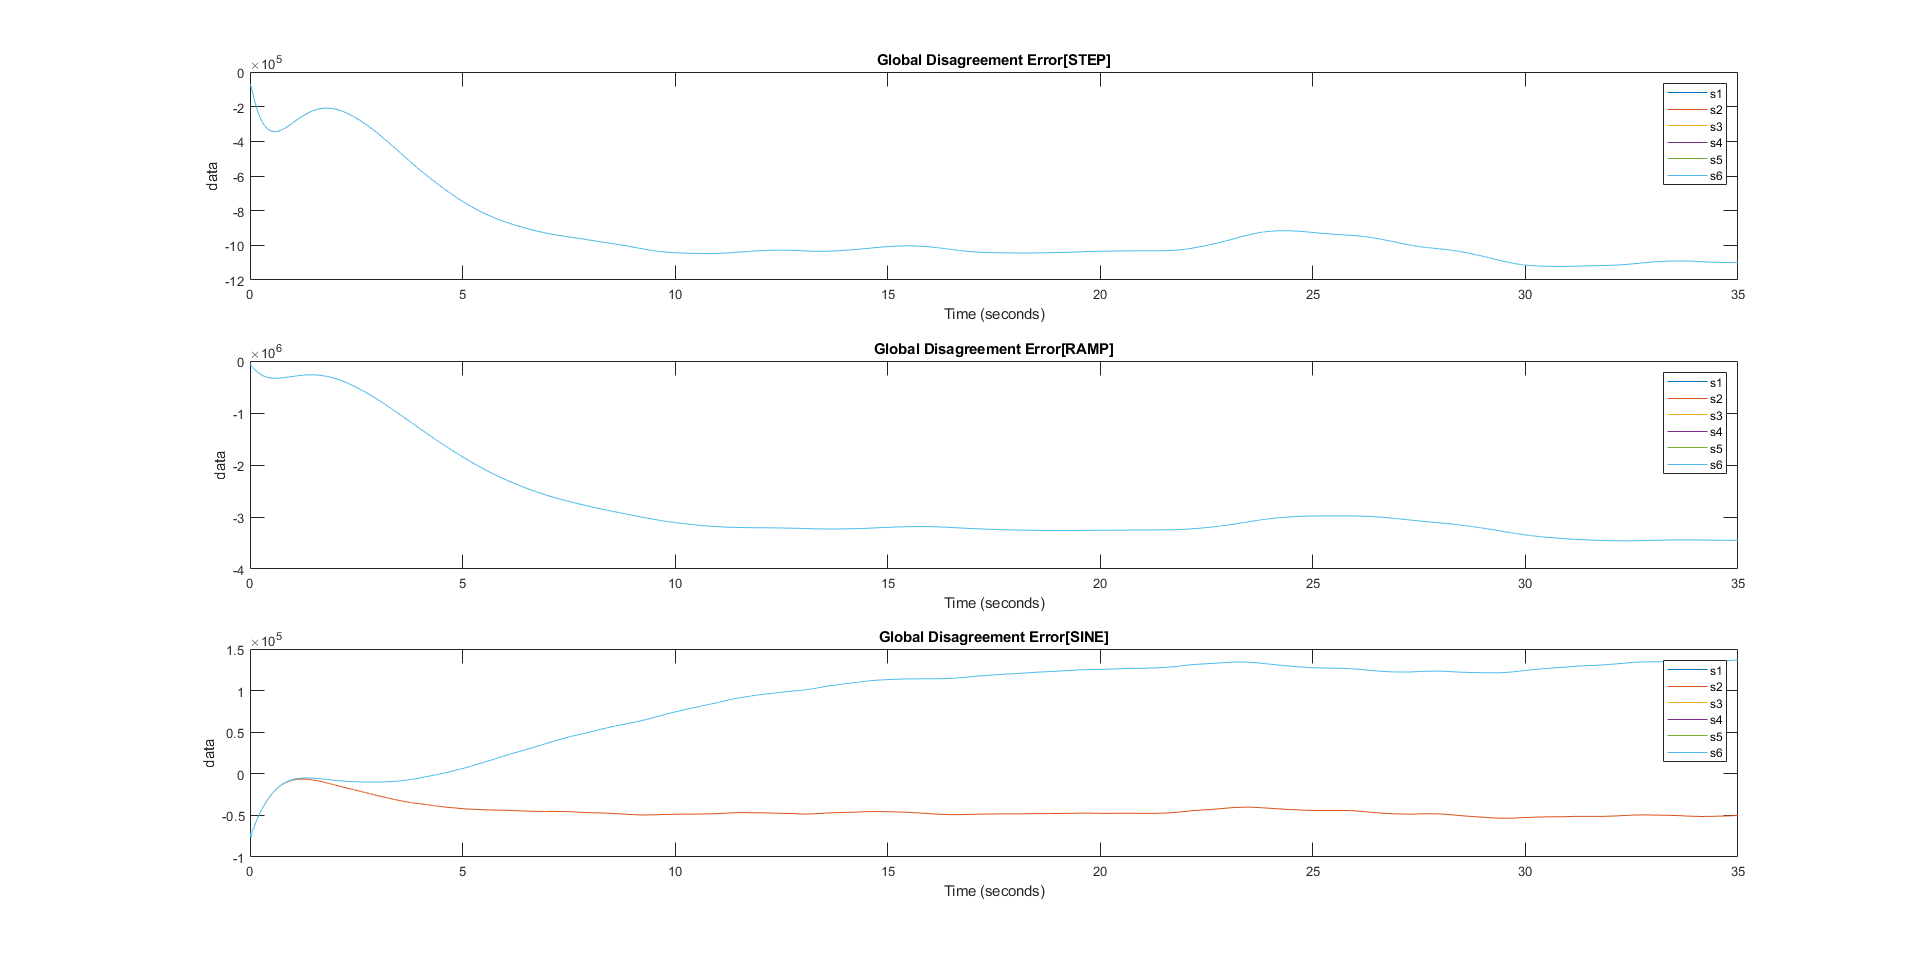 Global Disagreement Error[STEP]
×10^5
0
-2
-4
-6
-8
-10
-12
data
s1
s2
s3
s4
s5
s6
0 5 10 15 20 25 30 35
Time (seconds)
Global Disagreement Error[RAMP]
×10^6
0
-1
-2
-3
-4
data
s1
s2
s3
s4
s5
s6
0 5 10 15 20 25 30 35
Time (seconds)
Global Disagreement Error[SINE]
×10^5
1.5
1
0.5
0
-0.5
-1
data
s1
s2
s3
s4
s5
s6
0 5 10 15 20 25 30 35
Time (seconds)